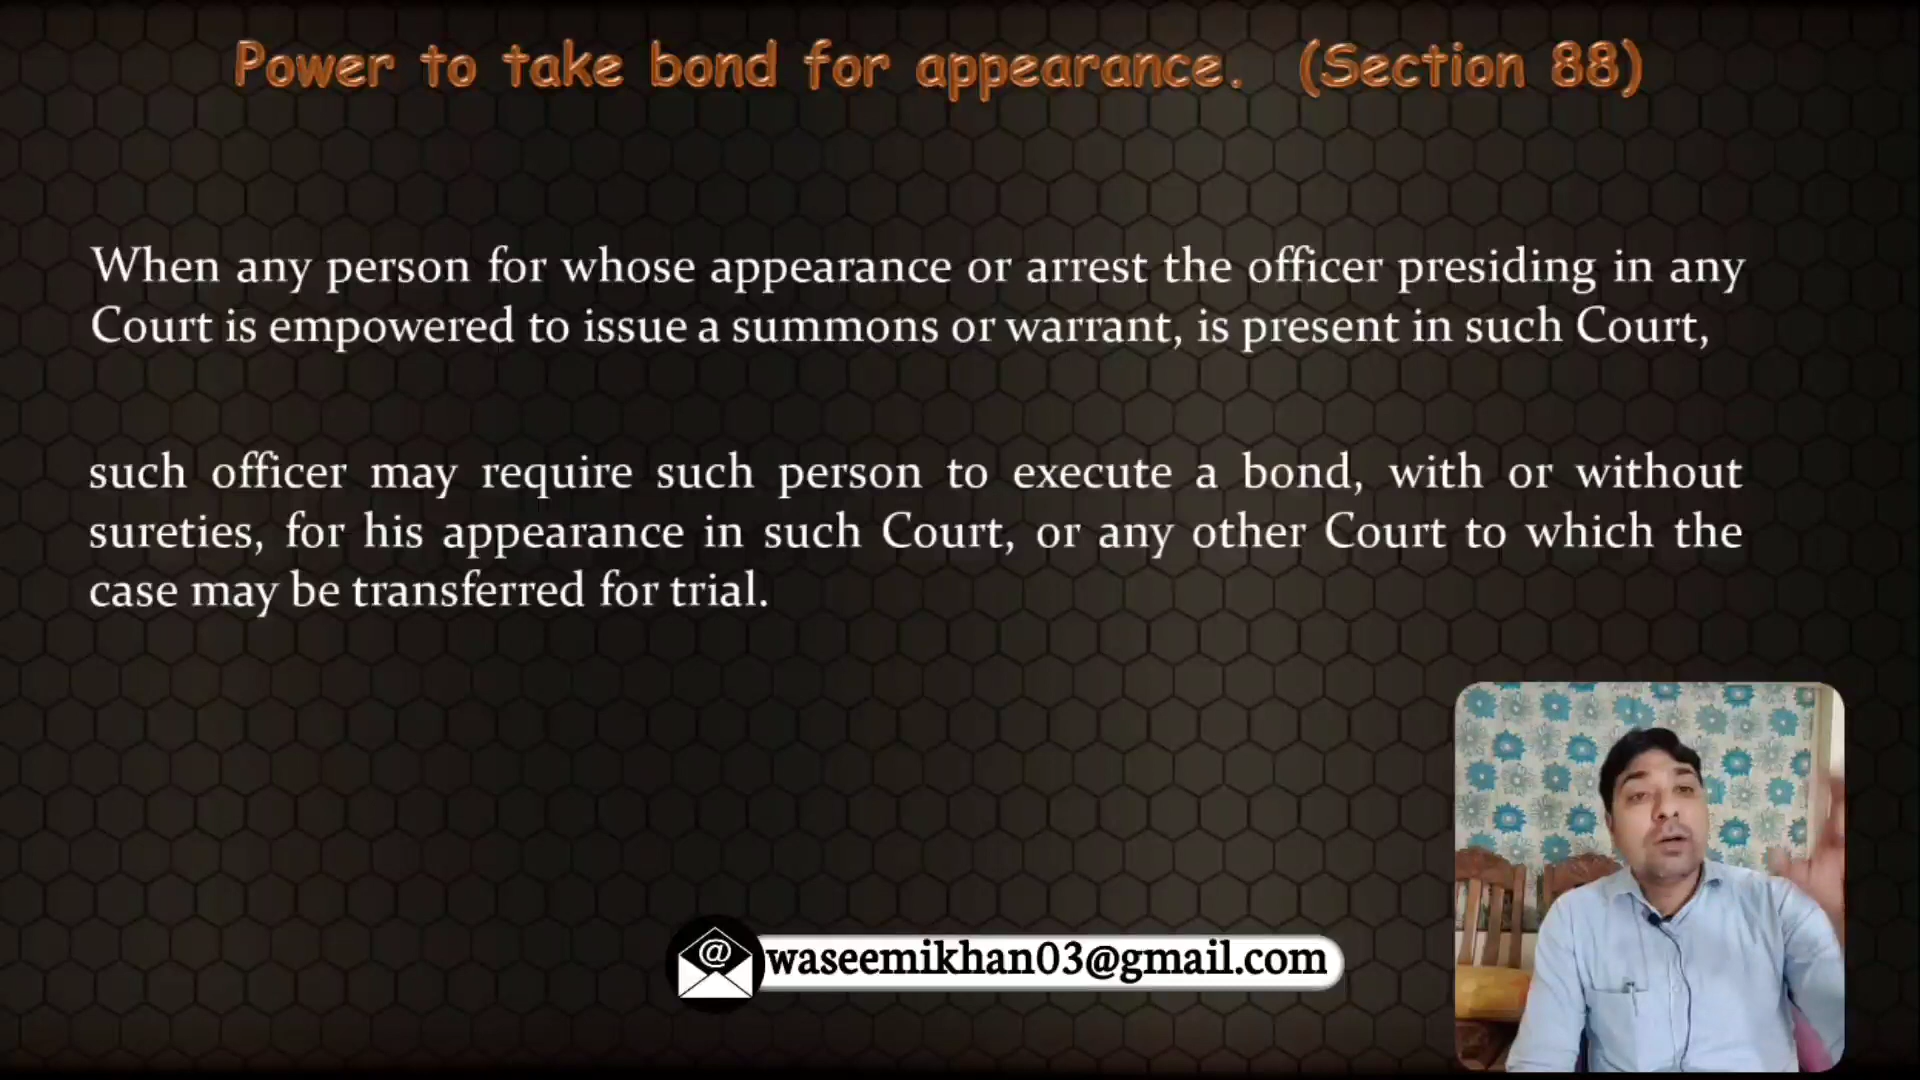 Power to take bond for appearance. (Section 88)
When any person for whose appearance or arrest the officer presiding in any
Court is empowered to issue a summons or warrant, is present in such Court,
such officer may require such person to execute a bond, with or without
sureties, for his appearance in such Court, or any other Court to which the
case may be transferred for trial.
@ waseemikhan03@gmail.com